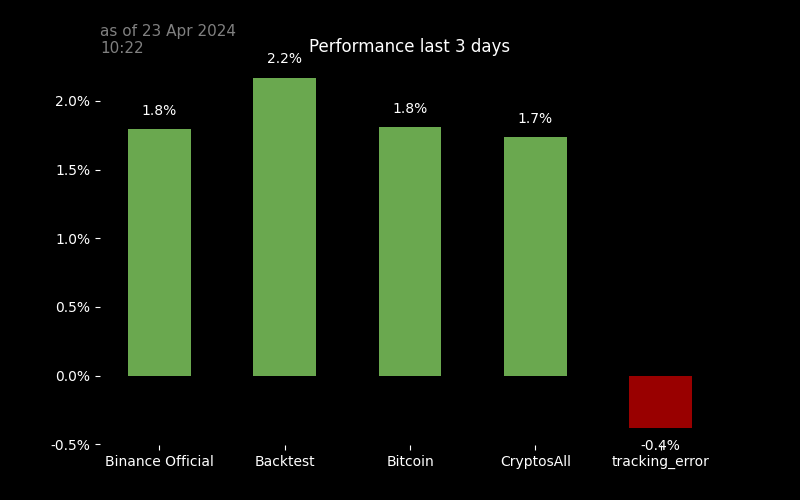 as of 23 Apr 2024
10:22
Performance last 3 days
2.2%
1.8%
1.8%
1.7%
2.0%
1.5%
1.0%
0.5%
0.0%
-0.5%
-0.4%
Binance Official
Backtest
Bitcoin
CryptosAll
tracking_error